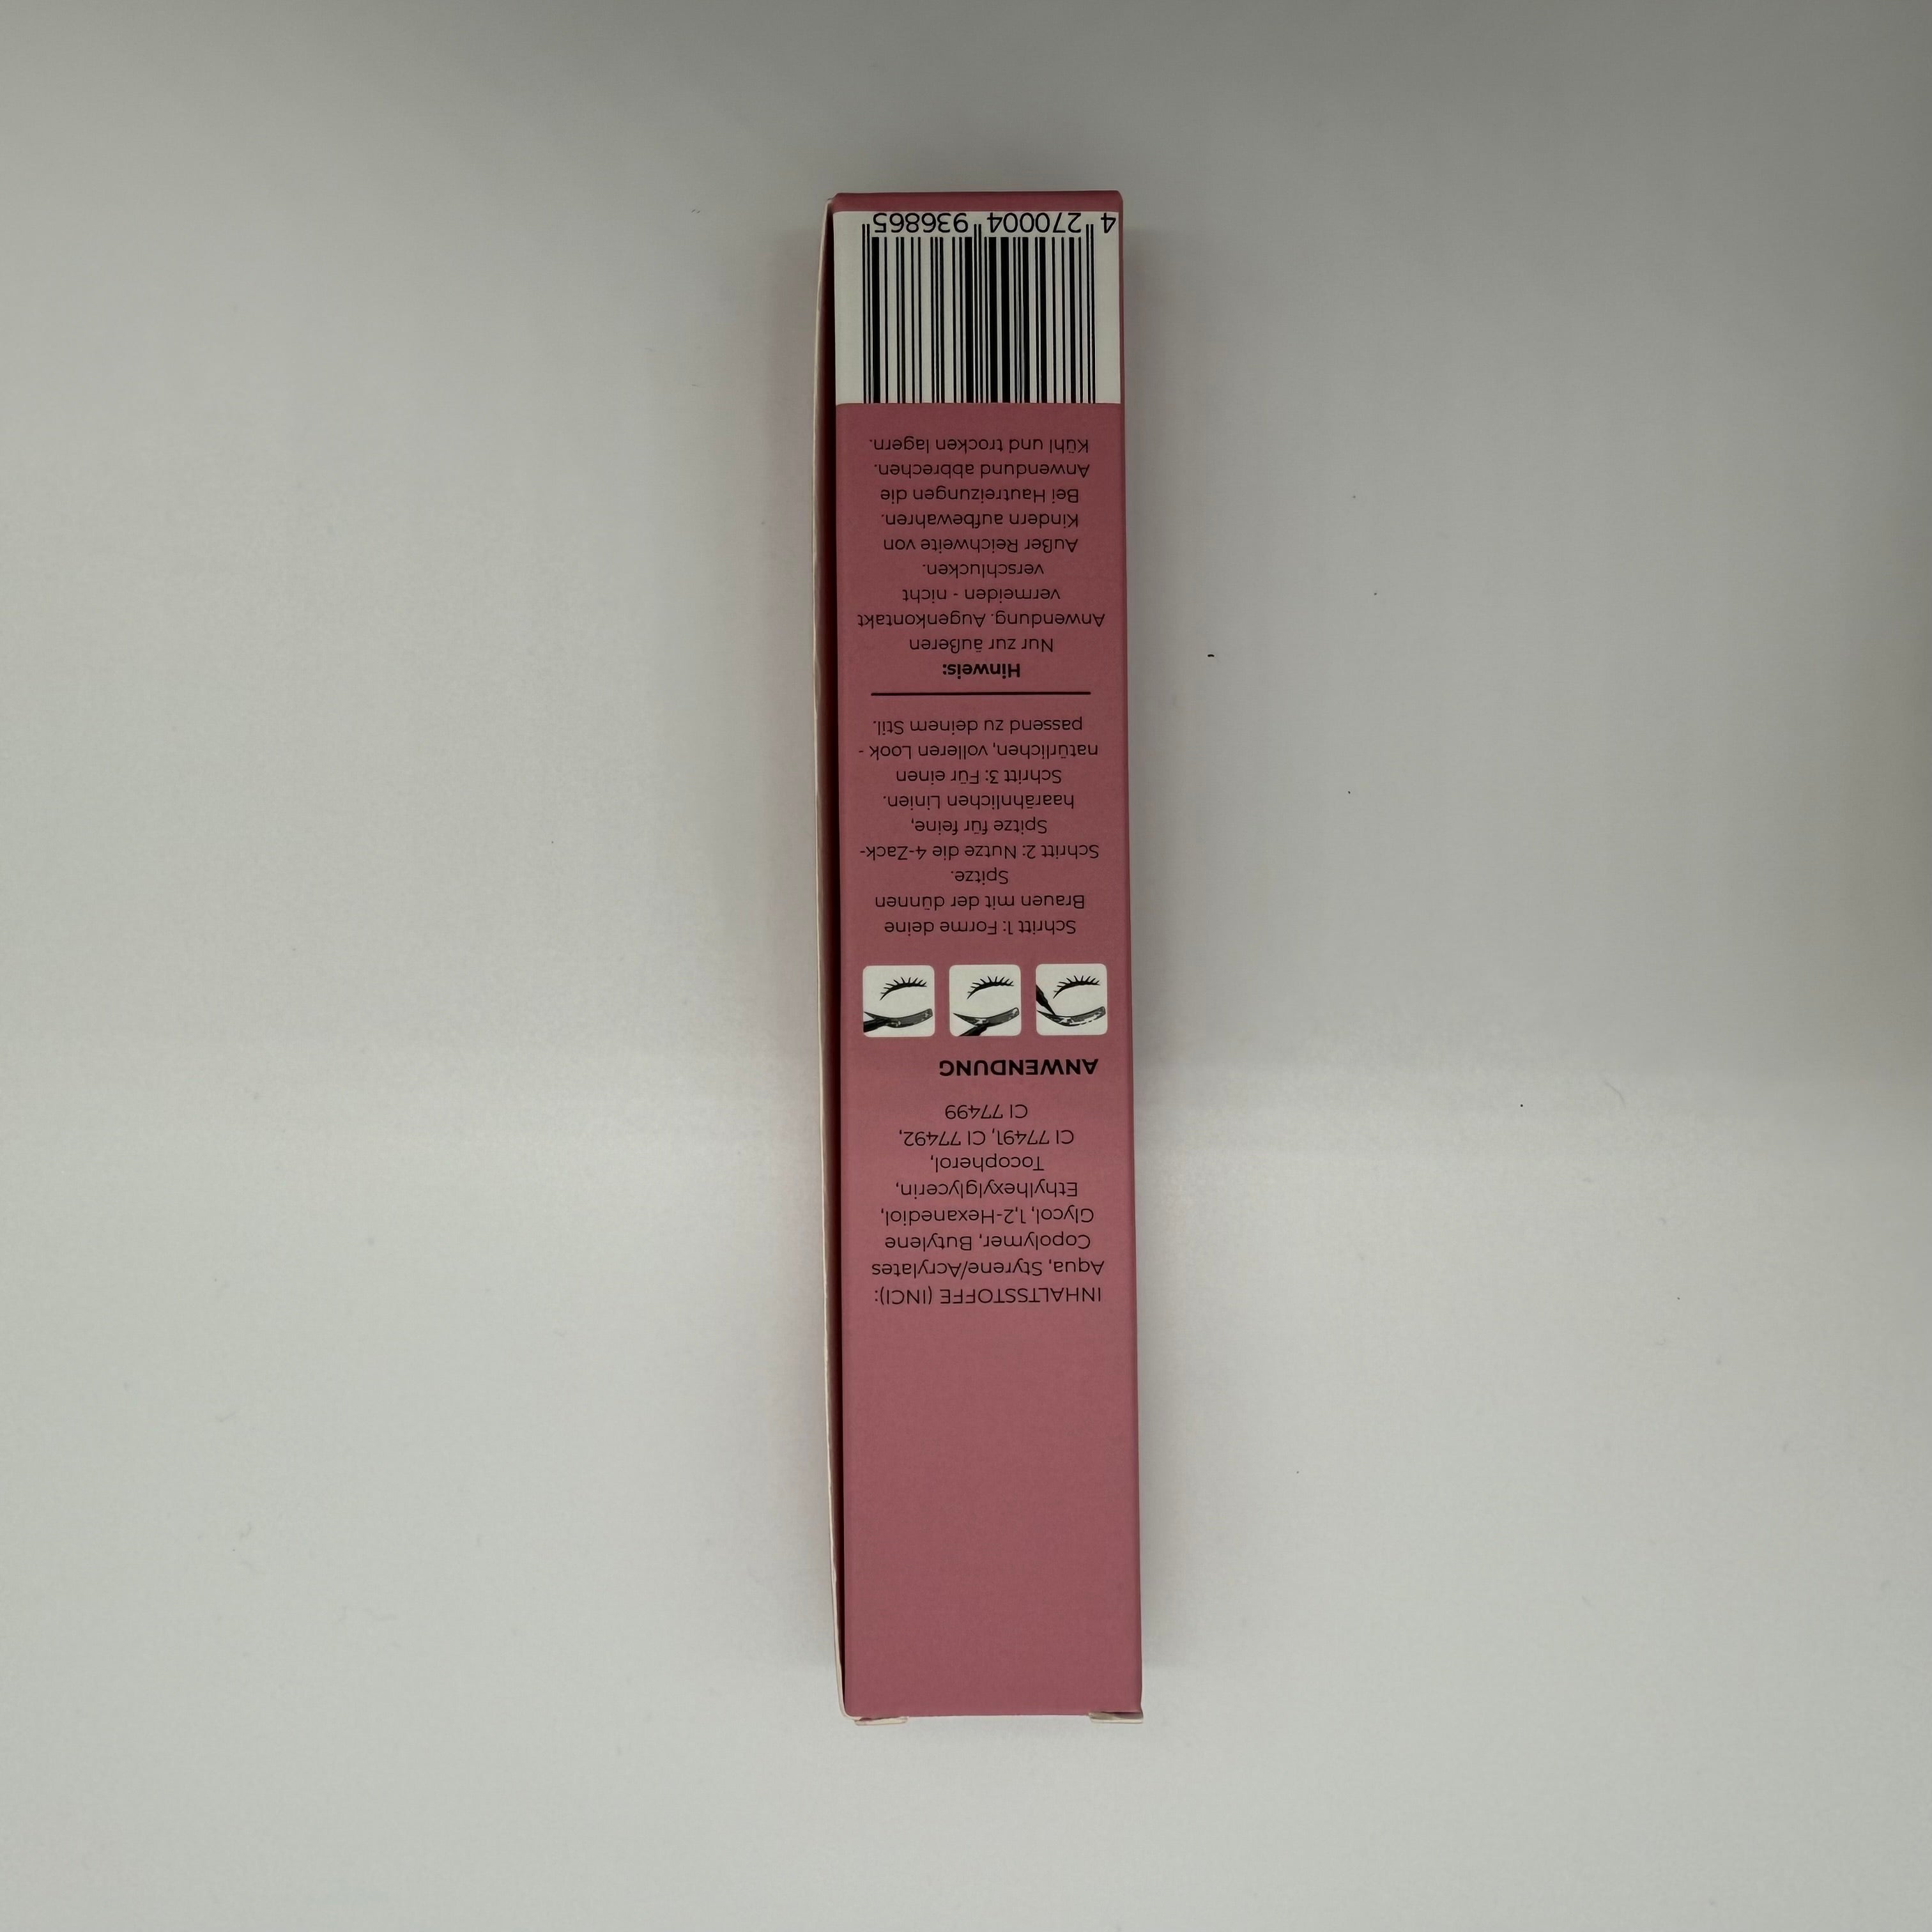 INHALTSSTOFFE (INCI):
Aqua, Styrene/Acrylates
Copolymer, Butylene
Glycol, 1,2-Hexanediol,
Ethylhexylglycerin,
Tocopherol,
CI 77491, CI 77492,
CI 77499
ANWENDUNG
Schritt 1: Forme deine
Brauen mit der dünnen
Spitze.
Schritt 2: Nutze die 4-Zack-
Spitze für feine,
haarähnlichen Linien.
Schritt 3: Für einen
natürlichen, volleren Look -
passend zu deinem Stil.
Hinweis:
Nur zur äußeren
Anwendung. Augenkontakt
vermeiden - nicht
verschlucken.
Außer Reichweite von
Kindern aufbewahren.
Bei Hautreizungen die
Anwendund abbrechen.
Kühl und trocken lagern.
4 270004 936865